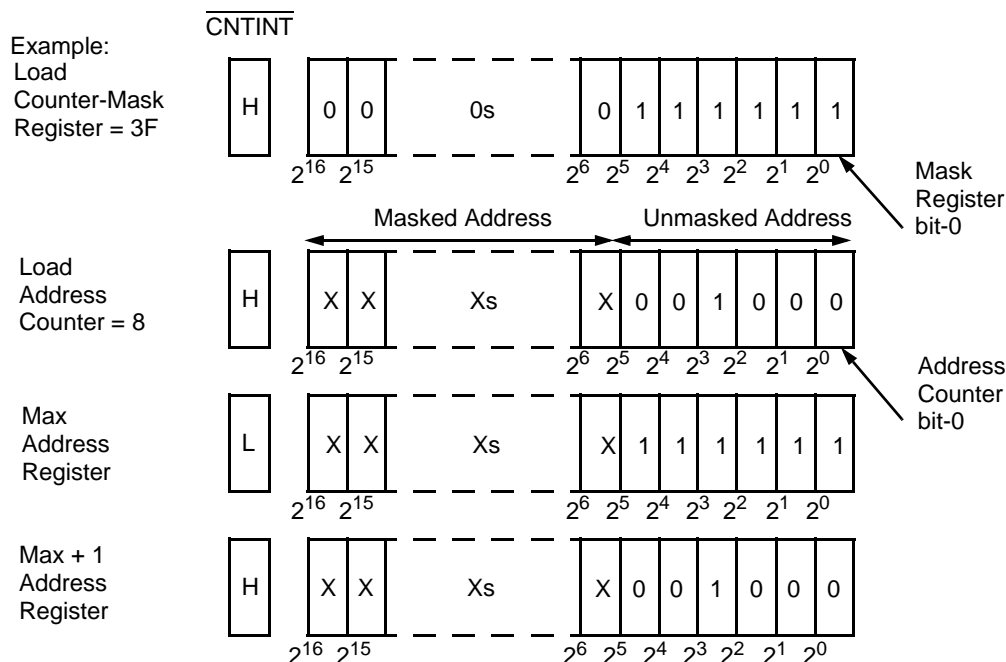 CNTINT
Example:
Load
Counter-Mask
Register = 3F
H 0 0 0s 0 1 1 1 1 1 1
2^16 2^15 2^6 2^5 2^4 2^3 2^2 2^1 2^0
Mask
Register
bit-0
Masked Address Unmasked Address
Load
Address
Counter = 8
H X X Xs X 0 0 1 0 0 0
2^16 2^15 2^6 2^5 2^4 2^3 2^2 2^1 2^0
Address
Counter
bit-0
Max
Address
Register
L X X Xs X 1 1 1 1 1 1
2^16 2^15 2^6 2^5 2^4 2^3 2^2 2^1 2^0
Max + 1
Address
Register
H X X Xs X 0 0 1 0 0 0
2^16 2^15 2^6 2^5 2^4 2^3 2^2 2^1 2^0